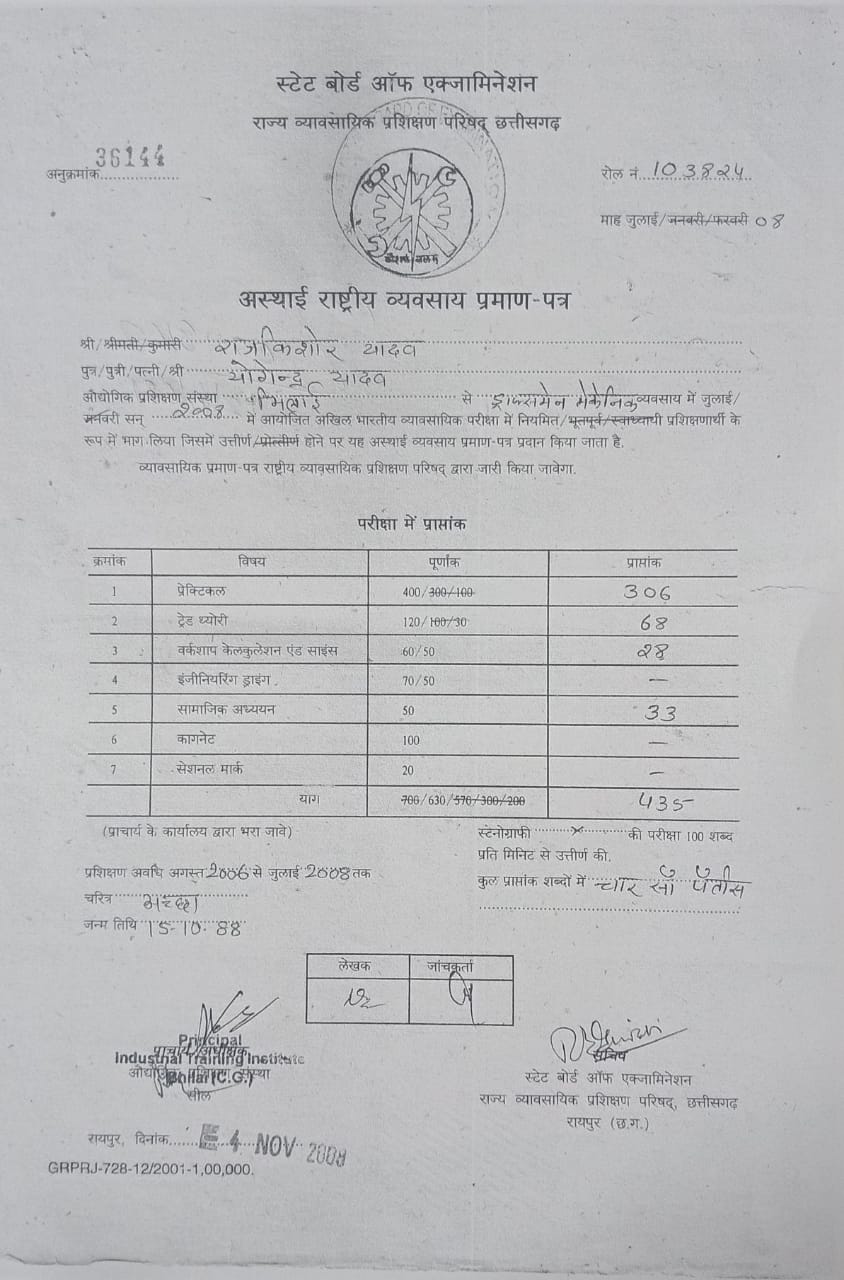 स्टेट बोर्ड ऑफ एक्जामिनेशन
राज्य व्यावसायिक प्रशिक्षण परिषद् छत्तीसगढ़
अनुक्रमांक 36144
रोल नं. 103824
माह जुलाई/जनवरी/फरवरी 08
अस्थाई राष्ट्रीय व्यवसाय प्रमाण-पत्र
श्री/श्रीमती/कुमारी राजकिशोर यादव
पुत्र/पुत्री/पत्नी/श्री योगेन्द्र यादव
औद्योगिक प्रशिक्षण संस्था भिलाई से ड्राफ्समेन मेकेनिक व्यवसाय में जुलाई/
सन् 2008 में आयोजित अखिल भारतीय व्यावसायिक परीक्षा में नियमित/भूतपूर्व/स्वाध्यायी प्रशिक्षणार्थी के
रूप में भाग लिया जिसमें उत्तीर्ण/प्रोत्तीर्ण होने पर यह अस्थाई व्यवसाय प्रमाण-पत्र प्रदान किया जाता है.
व्यावसायिक प्रमाण-पत्र राष्ट्रीय व्यावसायिक प्रशिक्षण परिषद् द्वारा जारी किया जावेगा.
परीक्षा में प्राप्तांक
क्रमांक विषय पूर्णांक प्राप्तांक
1 प्रेक्टिकल 400/300/100 306
2 ट्रेड थ्योरी 120/100/30 68
3 वर्कशाप केलकुलेशन एंड साइंस 60/50 28
4 इंजीनियरिंग ड्राइंग 70/50 —
5 सामाजिक अध्ययन 50 33
6 कागनेट 100 —
7 सेशनल मार्क 20 —
याग 700/630/570/300/200 435
(प्राचार्य के कार्यालय द्वारा भरा जावे)
स्टेनोग्राफी × की परीक्षा 100 शब्द
प्रति मिनिट से उत्तीर्ण की.
प्रशिक्षण अवधि अगस्त 2006 से जुलाई 2008 तक
कुल प्राप्तांक शब्दों में चार सौ पैंतीस
चरित्र अच्छा
जन्म तिथि 15-10-88
लेखक जांचकर्ता
Principal
प्राचार्य/अधीक्षक
Industrial Training Institute
औद्योगिक प्रशिक्षण संस्था
Bhilai (C.G.)
सील
सचिव
स्टेट बोर्ड ऑफ एक्जामिनेशन
राज्य व्यावसायिक प्रशिक्षण परिषद्, छत्तीसगढ़
रायपुर (छ.ग.)
रायपुर, दिनांक 4 NOV 2008
GRPRJ-728-12/2001-1,00,000.